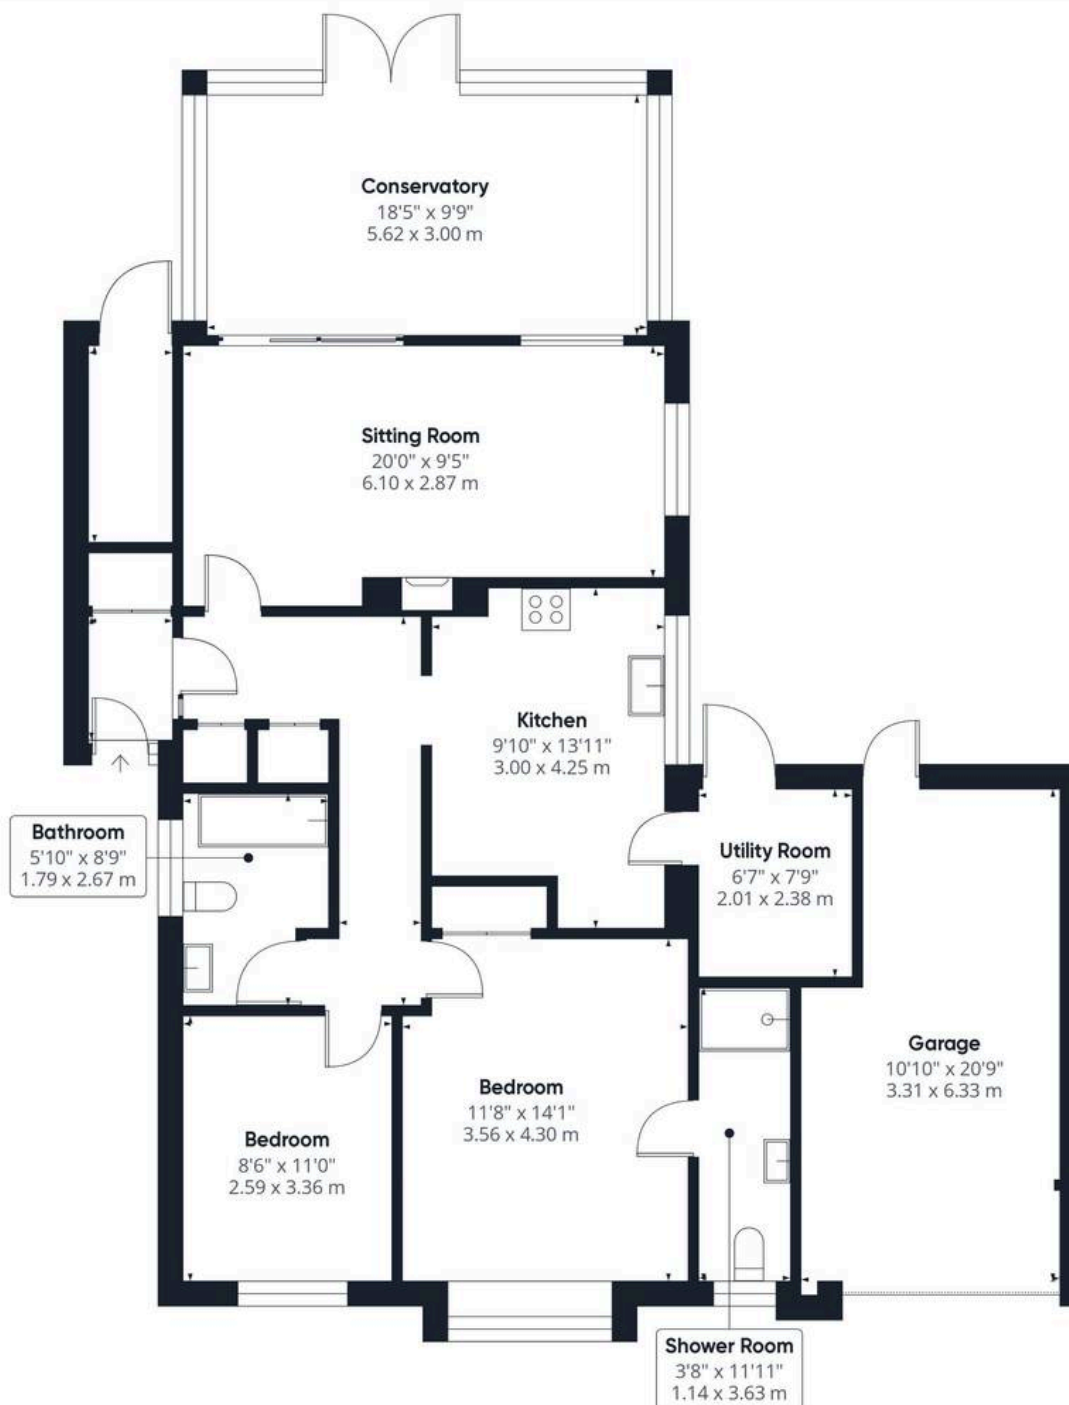 Conservatory
18'5" x 9'9"
5.62 x 3.00 m
Sitting Room
20'0" x 9'5"
6.10 x 2.87 m
Kitchen
9'10" x 13'11"
3.00 x 4.25 m
Bathroom
5'10" x 8'9"
1.79 x 2.67 m
Utility Room
6'7" x 7'9"
2.01 x 2.38 m
Garage
10'10" x 20'9"
3.31 x 6.33 m
Bedroom
11'8" x 14'1"
3.56 x 4.30 m
Bedroom
8'6" x 11'0"
2.59 x 3.36 m
Shower Room
3'8" x 11'11"
1.14 x 3.63 m